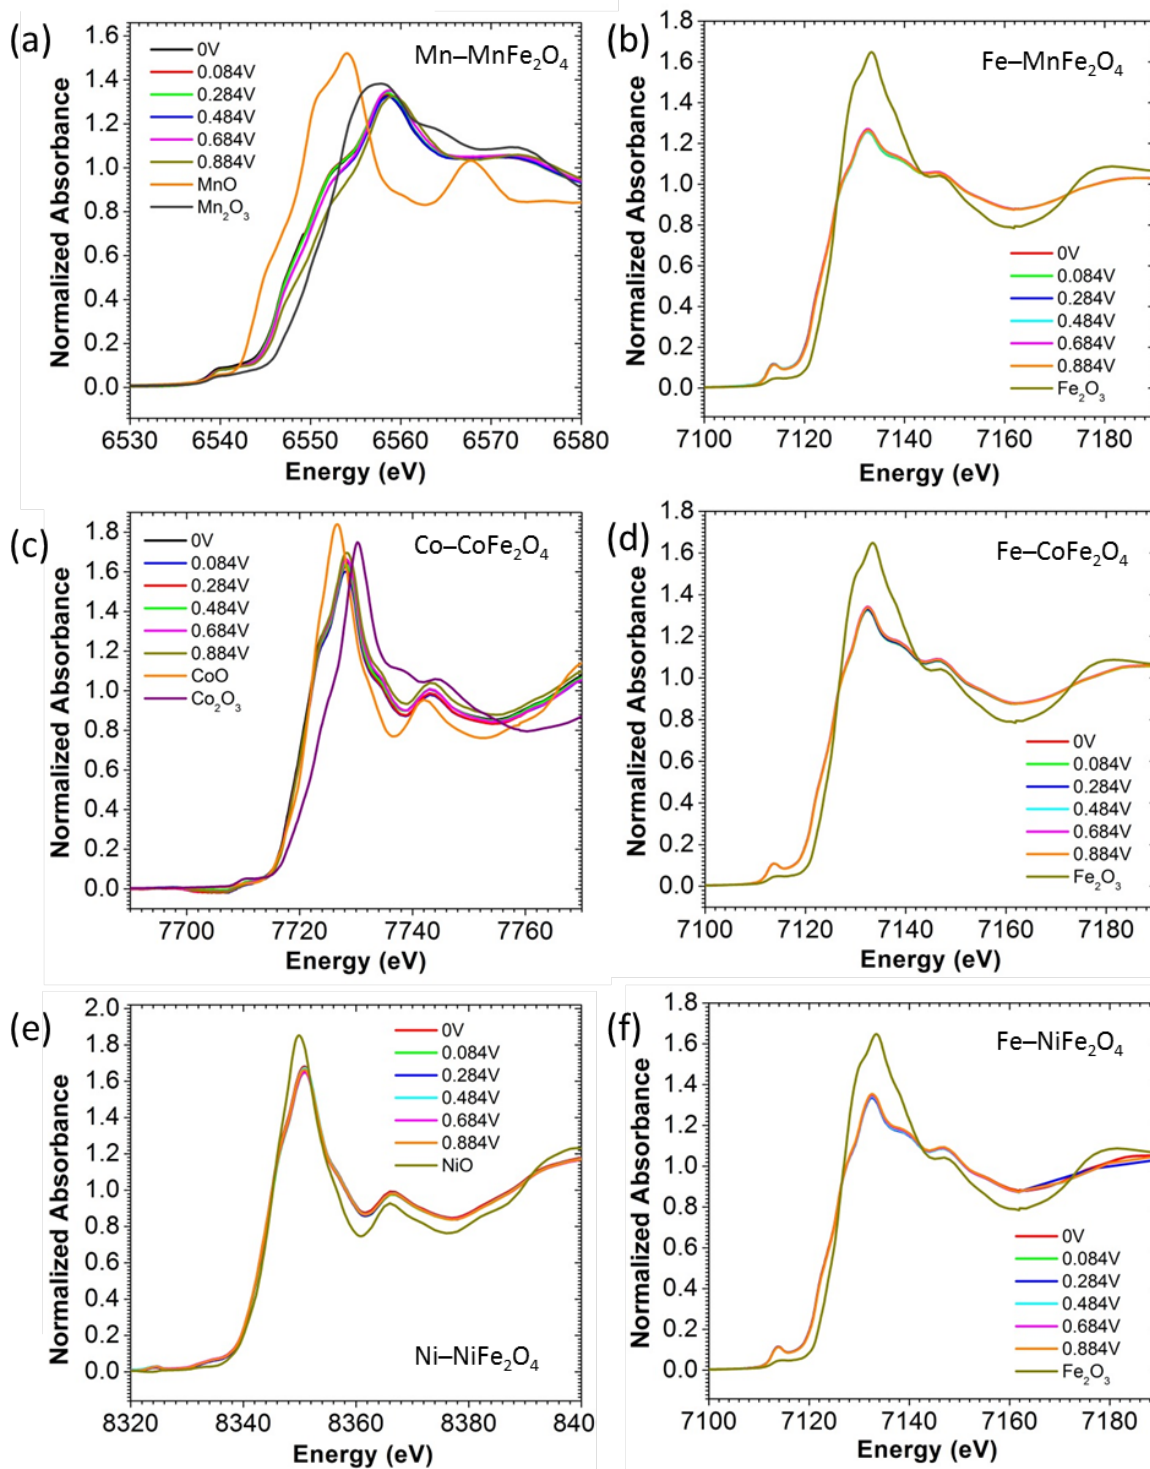 (a)
Mn–MnFe₂O₄
1.6
1.4
1.2
1.0
0.8
0.6
0.4
0.2
0.0
Normalized Absorbance
0V
0.084V
0.284V
0.484V
0.684V
0.884V
MnO
Mn₂O₃
6530
6540
6550
6560
6570
6580
Energy (eV)
(b)
Fe–MnFe₂O₄
1.8
1.6
1.4
1.2
1.0
0.8
0.6
0.4
0.2
0.0
Normalized Absorbance
0V
0.084V
0.284V
0.484V
0.684V
0.884V
Fe₂O₃
7100
7120
7140
7160
7180
Energy (eV)
(c)
Co–CoFe₂O₄
1.8
1.6
1.4
1.2
1.0
0.8
0.6
0.4
0.2
0.0
Normalized Absorbance
0V
0.084V
0.284V
0.484V
0.684V
0.884V
CoO
Co₂O₃
7700
7720
7740
7760
Energy (eV)
(d)
Fe–CoFe₂O₄
1.8
1.6
1.4
1.2
1.0
0.8
0.6
0.4
0.2
0.0
Normalized Absorbance
0V
0.084V
0.284V
0.484V
0.684V
0.884V
Fe₂O₃
7100
7120
7140
7160
7180
Energy (eV)
(e)
Ni–NiFe₂O₄
2.0
1.8
1.6
1.4
1.2
1.0
0.8
0.6
0.4
0.2
0.0
Normalized Absorbance
0V
0.084V
0.284V
0.484V
0.684V
0.884V
NiO
8320
8340
8360
8380
840
Energy (eV)
(f)
Fe–NiFe₂O₄
1.8
1.6
1.4
1.2
1.0
0.8
0.6
0.4
0.2
0.0
Normalized Absorbance
0V
0.084V
0.284V
0.484V
0.684V
0.884V
Fe₂O₃
7100
7120
7140
7160
7180
Energy (eV)